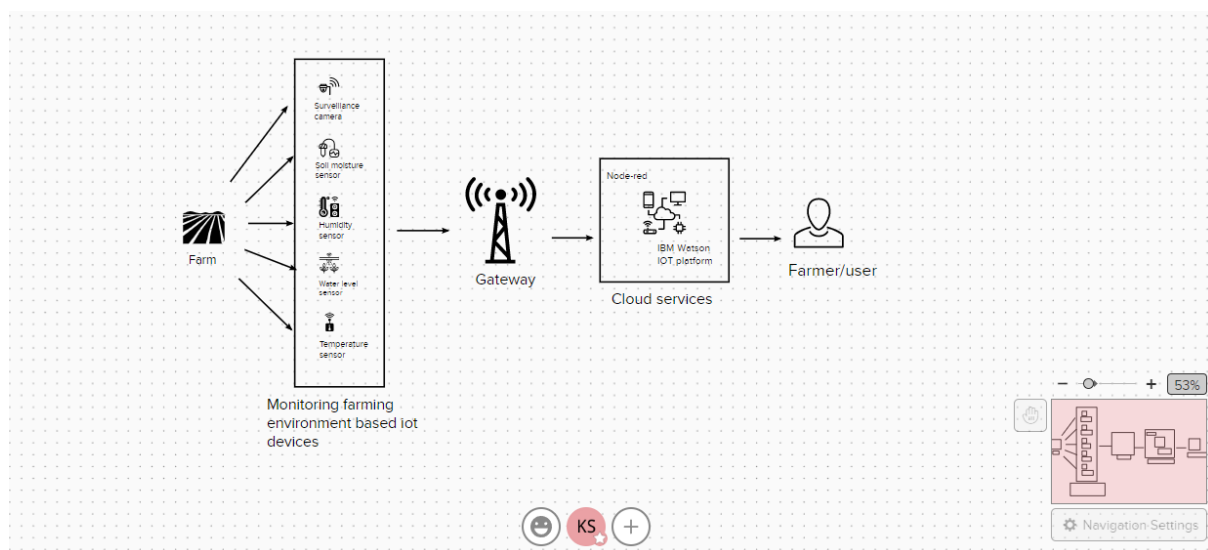 Surveillance
camera
Soil moisture
sensor
Humidity
sensor
Water level
sensor
Temperature
sensor
Farm
Monitoring farming
environment based iot
devices
Gateway
Node-red
IBM Watson
IOT platform
Cloud services
Farmer/user
53%
KS
Navigation Settings